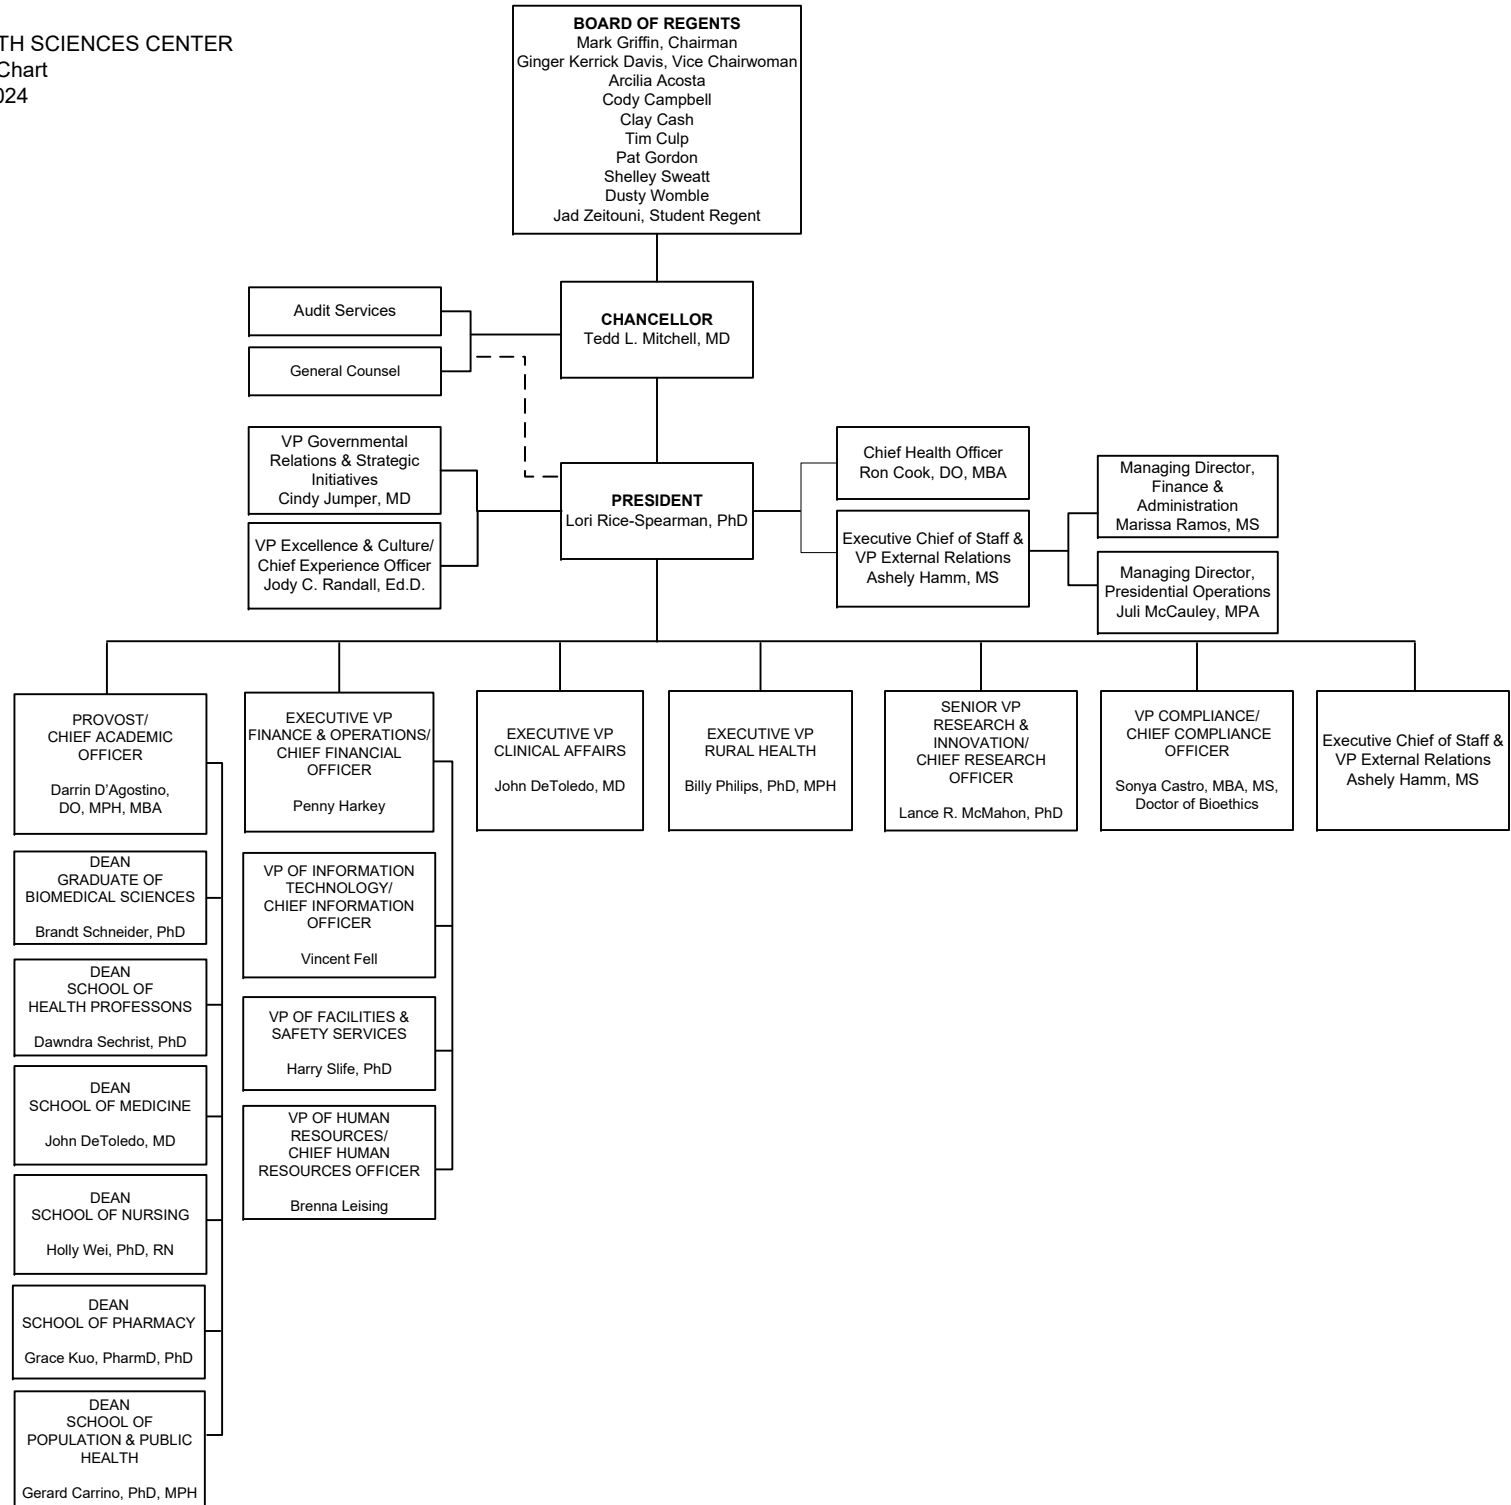 TH SCIENCES CENTER
Chart
024
BOARD OF REGENTS
Mark Griffin, Chairman
Ginger Kerrick Davis, Vice Chairwoman
Arcilia Acosta
Cody Campbell
Clay Cash
Tim Culp
Pat Gordon
Shelley Sweatt
Dusty Womble
Jad Zeitouni, Student Regent
Audit Services
General Counsel
CHANCELLOR
Tedd L. Mitchell, MD
VP Governmental
Relations & Strategic
Initiatives
Cindy Jumper, MD
VP Excellence & Culture/
Chief Experience Officer
Jody C. Randall, Ed.D.
PRESIDENT
Lori Rice-Spearman, PhD
Chief Health Officer
Ron Cook, DO, MBA
Executive Chief of Staff &
VP External Relations
Ashely Hamm, MS
Managing Director,
Finance &
Administration
Marissa Ramos, MS
Managing Director,
Presidential Operations
Juli McCauley, MPA
PROVOST/
CHIEF ACADEMIC
OFFICER
Darrin D’Agostino,
DO, MPH, MBA
EXECUTIVE VP
FINANCE & OPERATIONS/
CHIEF FINANCIAL
OFFICER
Penny Harkey
EXECUTIVE VP
CLINICAL AFFAIRS
John DeToledo, MD
EXECUTIVE VP
RURAL HEALTH
Billy Philips, PhD, MPH
SENIOR VP
RESEARCH &
INNOVATION/
CHIEF RESEARCH
OFFICER
Lance R. McMahon, PhD
VP COMPLIANCE/
CHIEF COMPLIANCE
OFFICER
Sonya Castro, MBA, MS,
Doctor of Bioethics
Executive Chief of Staff &
VP External Relations
Ashely Hamm, MS
DEAN
GRADUATE OF
BIOMEDICAL SCIENCES
Brandt Schneider, PhD
DEAN
SCHOOL OF
HEALTH PROFESSONS
Dawndra Sechrist, PhD
DEAN
SCHOOL OF MEDICINE
John DeToledo, MD
DEAN
SCHOOL OF NURSING
Holly Wei, PhD, RN
DEAN
SCHOOL OF PHARMACY
Grace Kuo, PharmD, PhD
DEAN
SCHOOL OF
POPULATION & PUBLIC
HEALTH
Gerard Carrino, PhD, MPH
VP OF INFORMATION
TECHNOLOGY/
CHIEF INFORMATION
OFFICER
Vincent Fell
VP OF FACILITIES &
SAFETY SERVICES
Harry Slife, PhD
VP OF HUMAN
RESOURCES/
CHIEF HUMAN
RESOURCES OFFICER
Brenna Leising